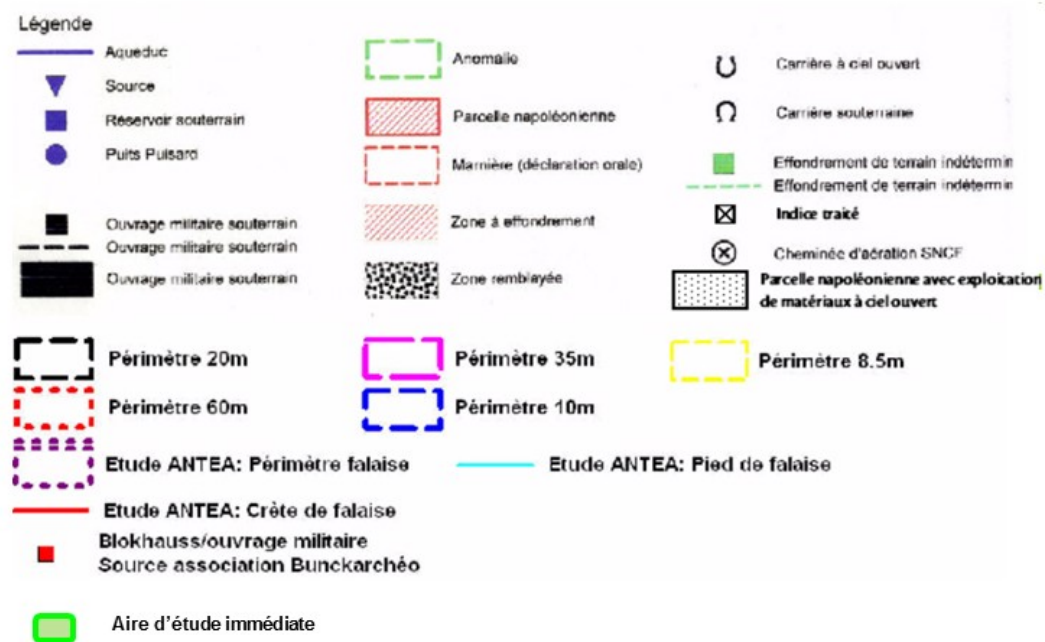 Légende
Aqueduc
Source
Réservoir souterrain
Puits Puisard
Ouvrage militaire souterrain
Ouvrage militaire souterrain
Ouvrage militaire souterrain
Anomalie
Parcelle napoléonienne
Marnière (déclaration orale)
Zone à effondrement
Zone remblayée
Carrière à ciel ouvert
Carrière souterraine
Effondrement de terrain indétermin
Effondrement de terrain indétermin
Indice traité
Cheminée d'aération SNCF
Parcelle napoléonienne avec exploitation
de matériaux à ciel ouvert
Périmètre 20m
Périmètre 35m
Périmètre 8.5m
Périmètre 60m
Périmètre 10m
Etude ANTEA: Périmètre falaise
Etude ANTEA: Pied de falaise
Etude ANTEA: Crète de falaise
Blokhauss/ouvrage militaire
Source association Bunckarchéo
Aire d'étude immédiate